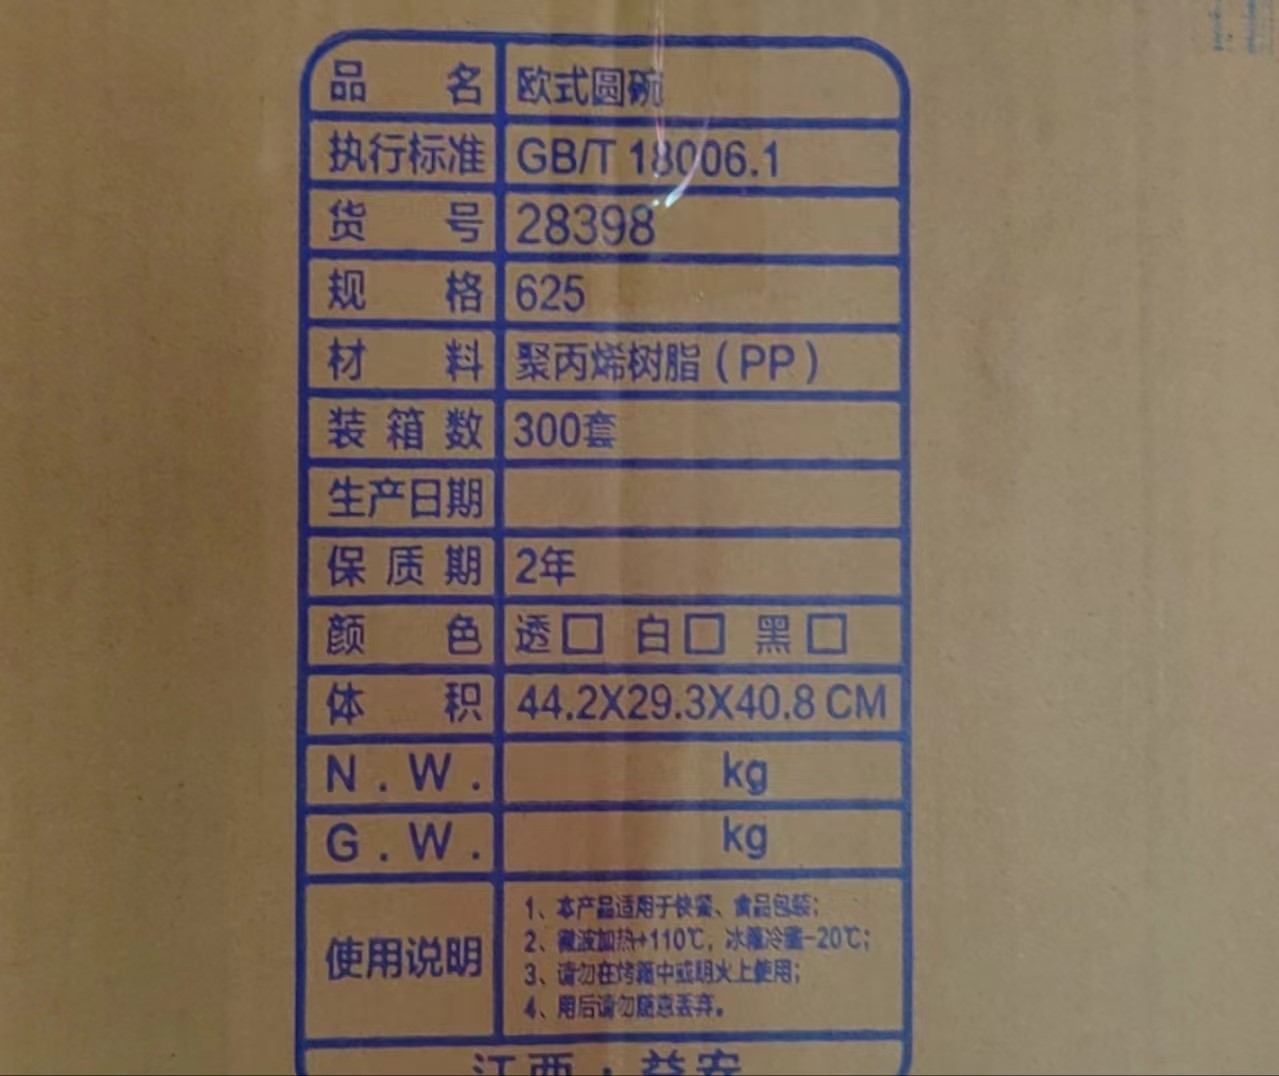 品名 欧式圆碗
执行标准 GB/T 18006.1
货号 28398
规格 625
材料 聚丙烯树脂（PP）
装箱数 300套
生产日期
保质期 2年
颜色 透□ 白□ 黑□
体积 44.2X29.3X40.8 CM
N.W. kg
G.W. kg
使用说明
1、本产品适用于快餐、食品包装；
2、微波加热+110℃，冰箱冷藏-20℃；
3、请勿在烤箱中或明火上使用；
4、用后请勿随意丢弃。
江西·益安